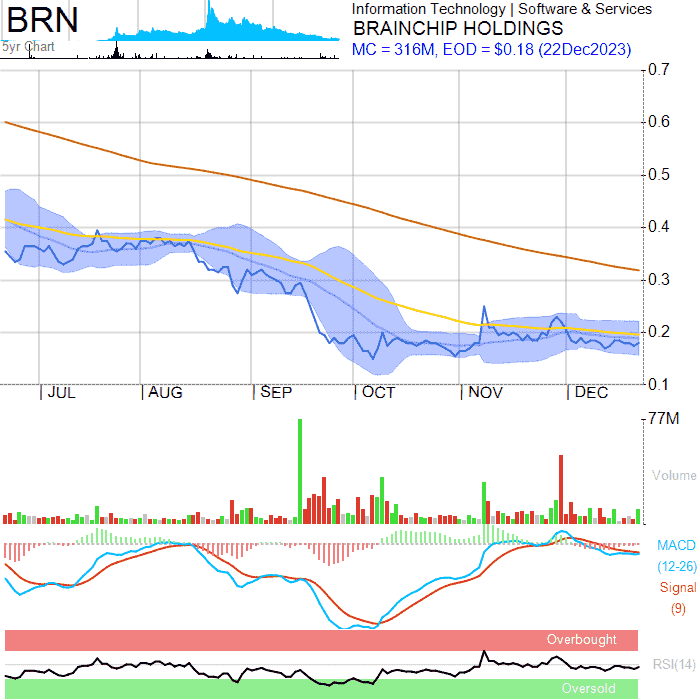 BRN
5yr Chart
Information Technology | Software & Services
BRAINCHIP HOLDINGS
MC = 316M, EOD = $0.18 (22Dec2023)
0.7
0.6
0.5
0.4
0.3
0.2
0.1
| JUL | AUG | SEP | OCT | NOV | DEC
77M
Volume
MACD
(12-26)
Signal
(9)
Overbought
RSI(14)
Oversold